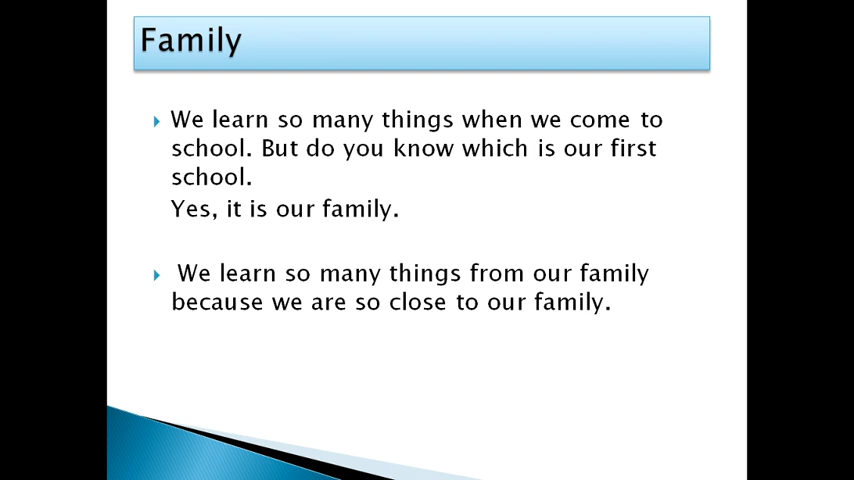 Family
We learn so many things when we come to
school. But do you know which is our first
school.
Yes, it is our family.
We learn so many things from our family
because we are so close to our family.